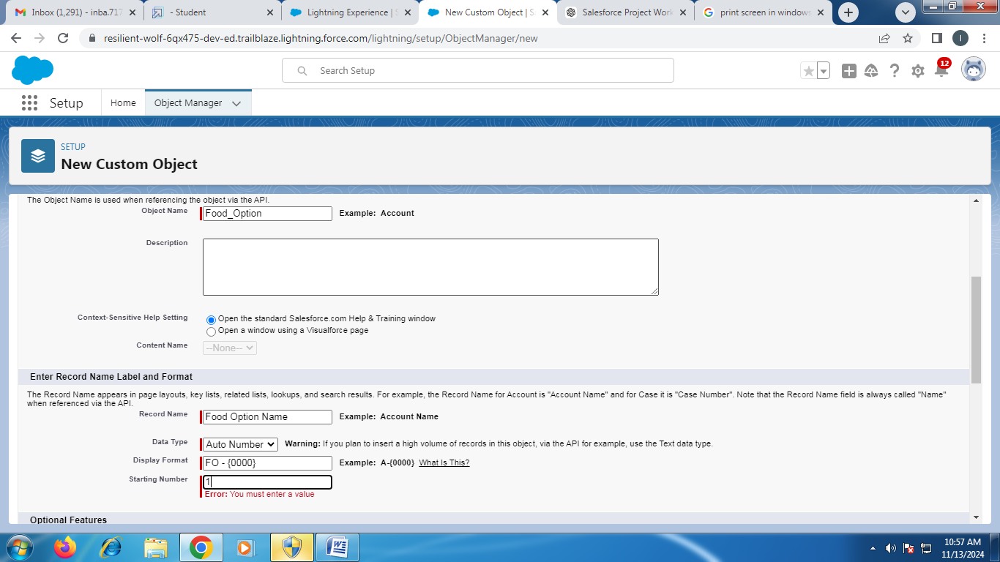 Inbox (1,291) - inba.717
- Student
Lightning Experience | S
New Custom Object | Sa
Salesforce Project Work
print screen in windows
resilient-wolf-6qx475-dev-ed.trailblaze.lightning.force.com/lightning/setup/ObjectManager/new
I
Search Setup
12
Setup
Home
Object Manager
SETUP
New Custom Object
The Object Name is used when referencing the object via the API.
Object Name
Food_Option
Example: Account
Description
Context-Sensitive Help Setting
Open the standard Salesforce.com Help & Training window
Open a window using a Visualforce page
Content Name
--None--
Enter Record Name Label and Format
The Record Name appears in page layouts, key lists, related lists, lookups, and search results. For example, the Record Name for Account is "Account Name" and for Case it is "Case Number". Note that the Record Name field is always called "Name"
when referenced via the API.
Record Name
Food Option Name
Example: Account Name
Data Type
Auto Number
Warning: If you plan to insert a high volume of records in this object, via the API for example, use the Text data type.
Display Format
FO - {0000}
Example: A-{0000} What Is This?
Starting Number
1
Error: You must enter a value
Optional Features
10:57 AM
11/13/2024